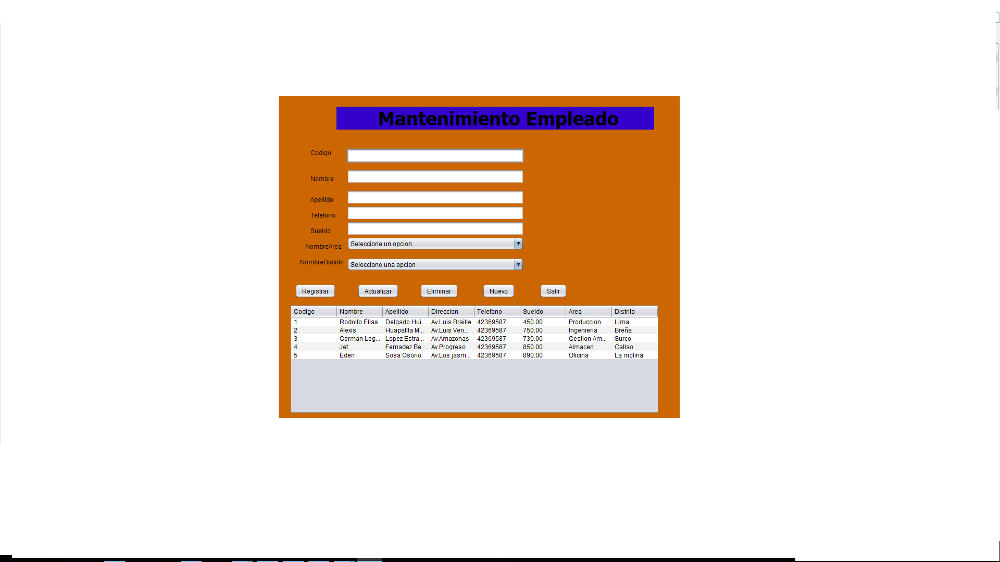 Mantenimiento Empleado
Codigo
Nombre
Apellido
Telefono
Sueldo
NombreArea Seleccione un opcion
NombreDistrito Seleccione una opcion
Registrar Actualizar Eliminar Nuevo Salir
Codigo Nombre Apellido Direccion Telefono Sueldo Area Distrito
1 Rodolfo Elias Delgado Hui... Av.Luis Braille 42369587 450.00 Produccion Lima
2 Alexis Huapallla M... Av.Luis Ven... 42369587 750.00 Ingenieria Breña
3 German Leg... Lopez Estra... Av.Amazonas 42369587 730.00 Gestion Am... Surco
4 Jet Fernadez Be... Av.Progreso 42369587 850.00 Almacen Callao
5 Eden Sosa Osorio Av.Los jasm... 42369587 890.00 Oficina La molina